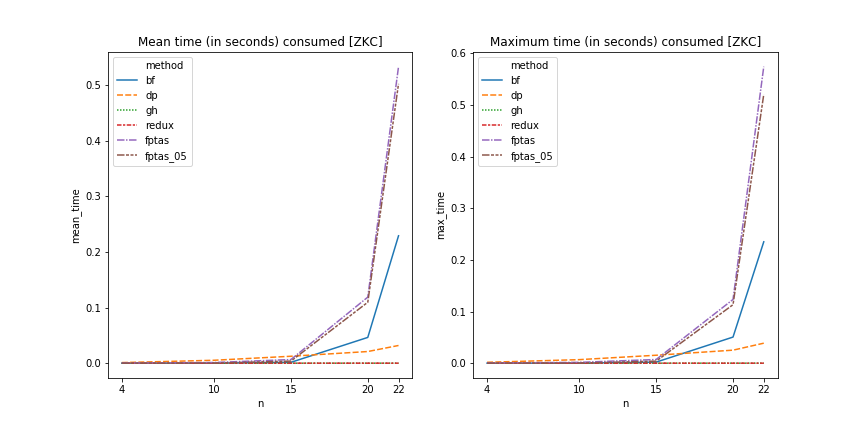 Mean time (in seconds) consumed [ZKC]
mean_time
0.5
0.4
0.3
0.2
0.1
0.0
method
bf
dp
gh
redux
fptas
fptas_05
4 10 15 20 22
n
Maximum time (in seconds) consumed [ZKC]
max_time
0.6
0.5
0.4
0.3
0.2
0.1
0.0
method
bf
dp
gh
redux
fptas
fptas_05
4 10 15 20 22
n